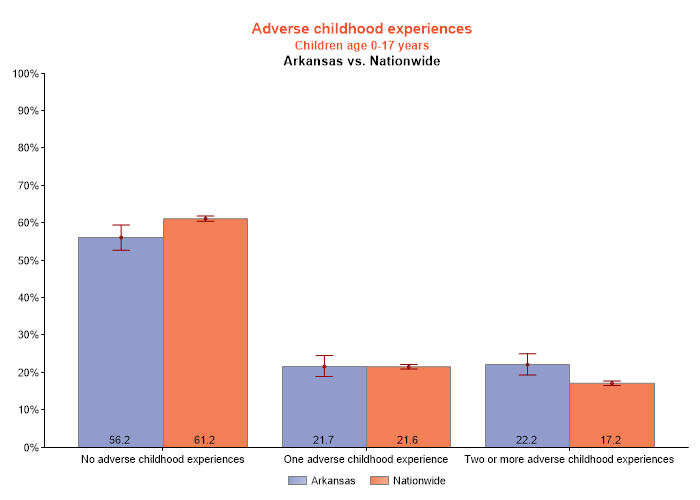 Adverse childhood experiences
Children age 0-17 years
Arkansas vs. Nationwide
100%
90%
80%
70%
60%
50%
40%
30%
20%
10%
0%
56.2 61.2 21.7 21.6 22.2 17.2
No adverse childhood experiences One adverse childhood experience Two or more adverse childhood experiences
Arkansas Nationwide